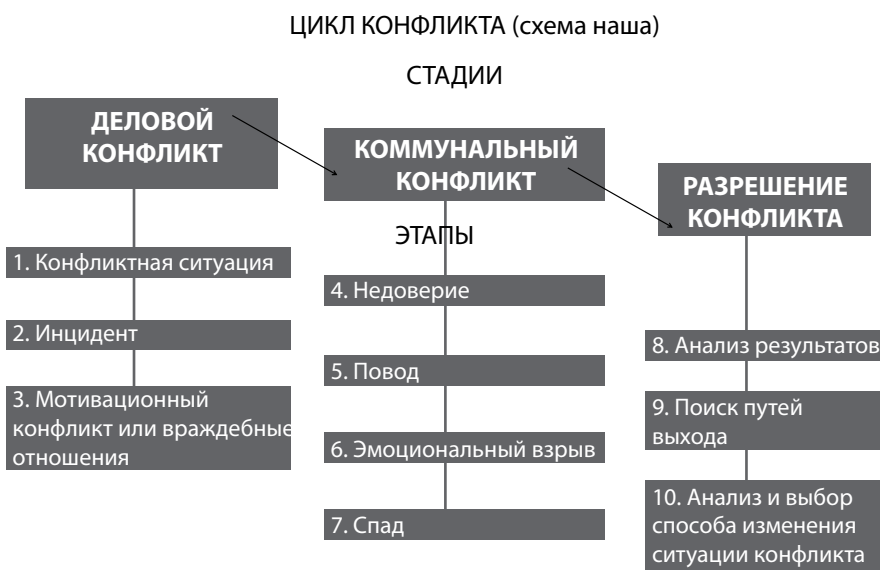 ЦИКЛ КОНФЛИКТА (схема наша)
СТАДИИ
ДЕЛОВОЙ
КОНФЛИКТ
КОММУНАЛЬНЫЙ
КОНФЛИКТ
РАЗРЕШЕНИЕ
КОНФЛИКТА
ЭТАПЫ
1. Конфликтная ситуация
2. Инцидент
3. Мотивационный
конфликт или враждебные
отношения
4. Недоверие
5. Повод
6. Эмоциональный взрыв
7. Спад
8. Анализ результатов
9. Поиск путей
выхода
10. Анализ и выбор
способа изменения
ситуации конфликта